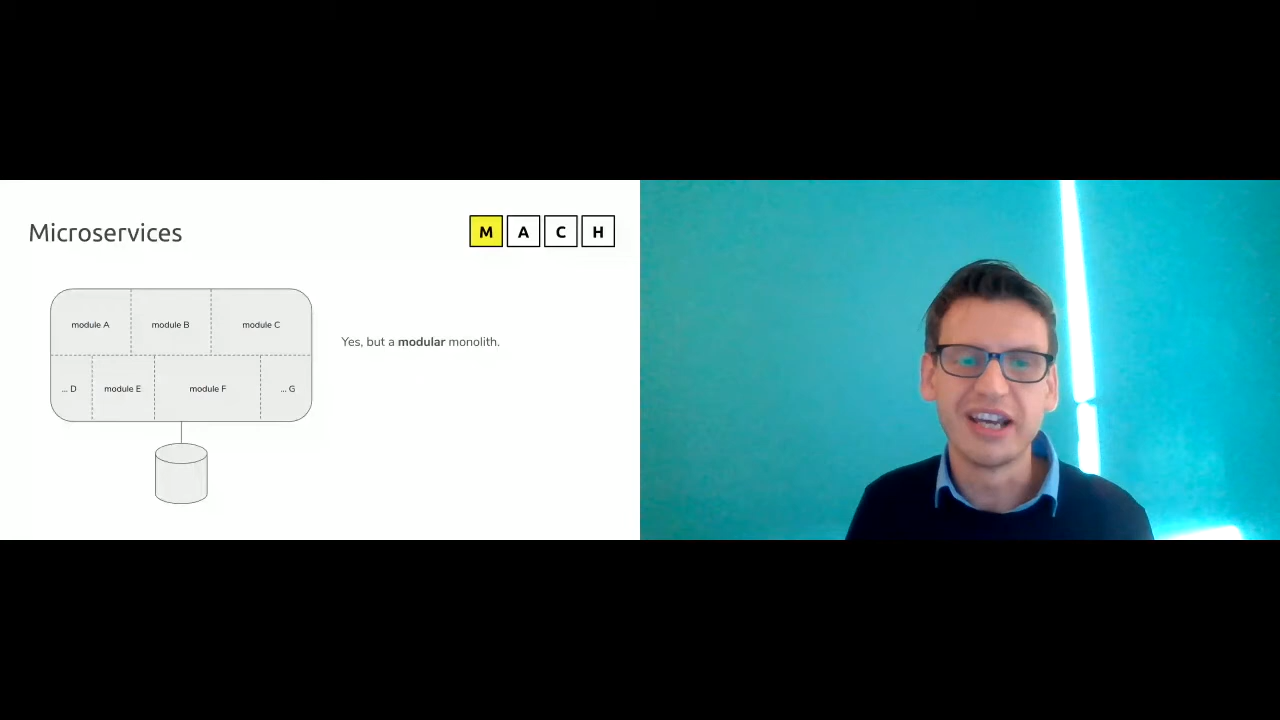 Microservices
M A C H
module A module B module C
Yes, but a modular monolith.
... D module E module F ... G